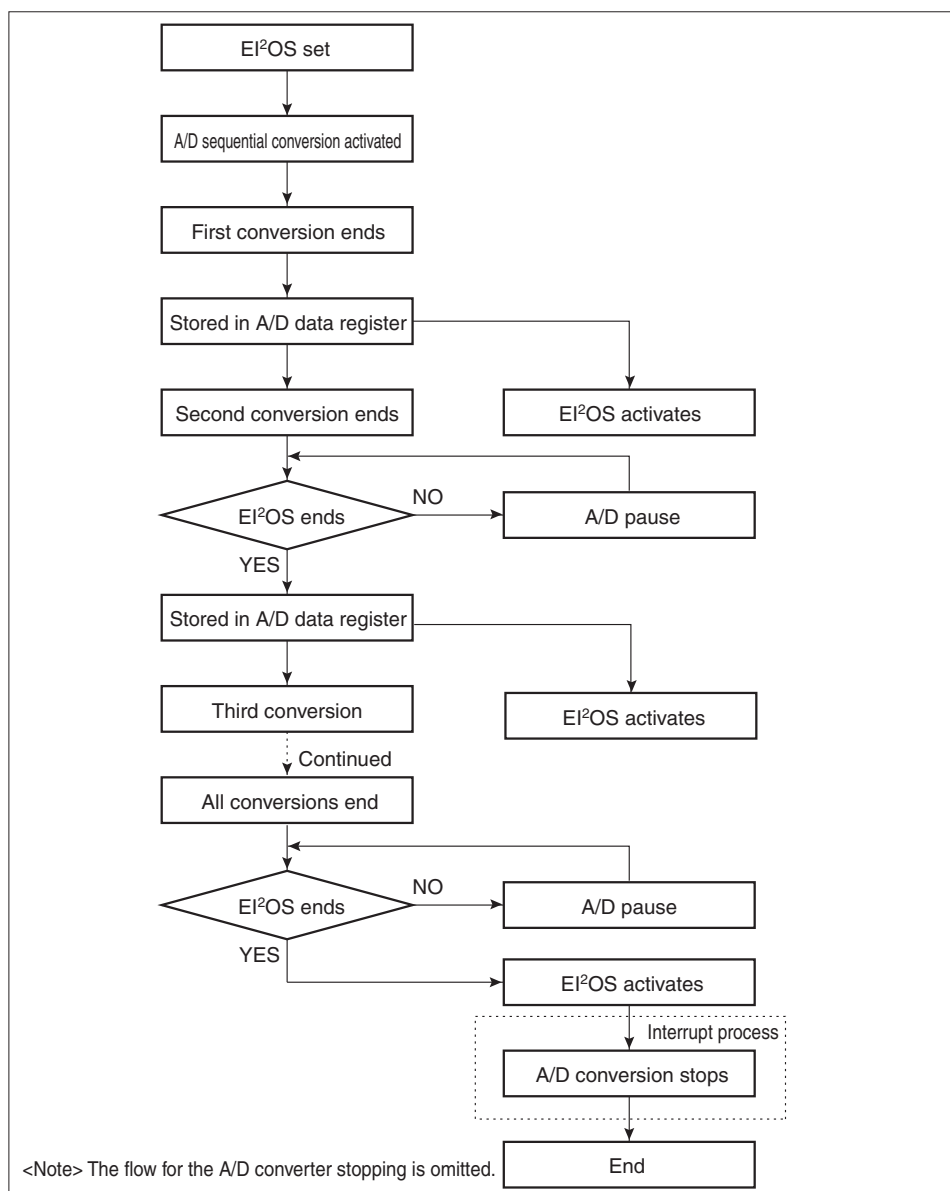 EI²OS set
A/D sequential conversion activated
First conversion ends
Stored in A/D data register
Second conversion ends
EI²OS activates
EI²OS ends
NO
A/D pause
YES
Stored in A/D data register
Third conversion
EI²OS activates
Continued
All conversions end
EI²OS ends
NO
A/D pause
YES
EI²OS activates
Interrupt process
A/D conversion stops
<Note> The flow for the A/D converter stopping is omitted.
End